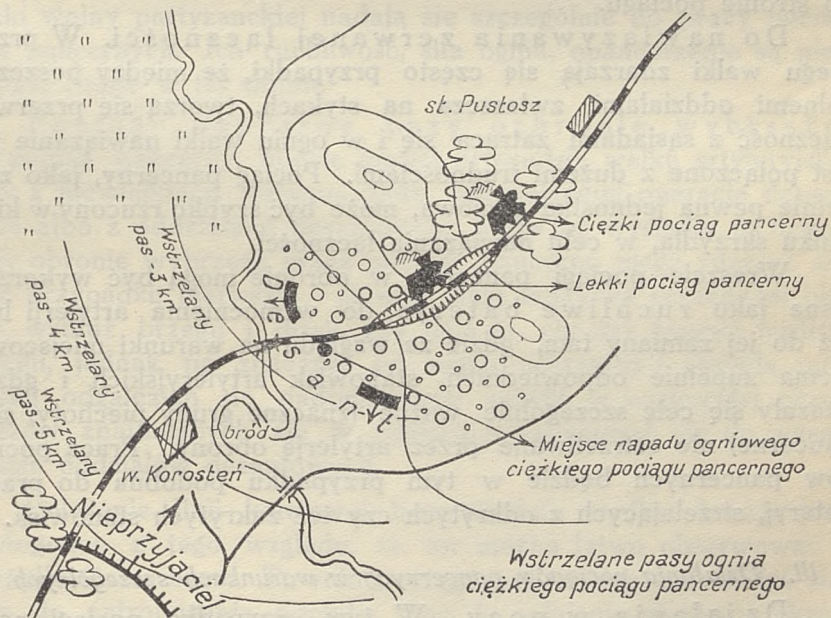 st. Pustosz
Ciężki pociąg pancerny
Lekki pociąg pancerny
Wstrzelany
pas - 3 km
Wstrzelany
pas - 4 km
Wstrzelany
pas - 5 km
bród
w. Korosteń
Miejsce napadu ogniowego
ciężkiego pociągu pancernego
Nieprzyjaciel
Wstrzelane pasy ognia
ciężkiego pociągu pancernego